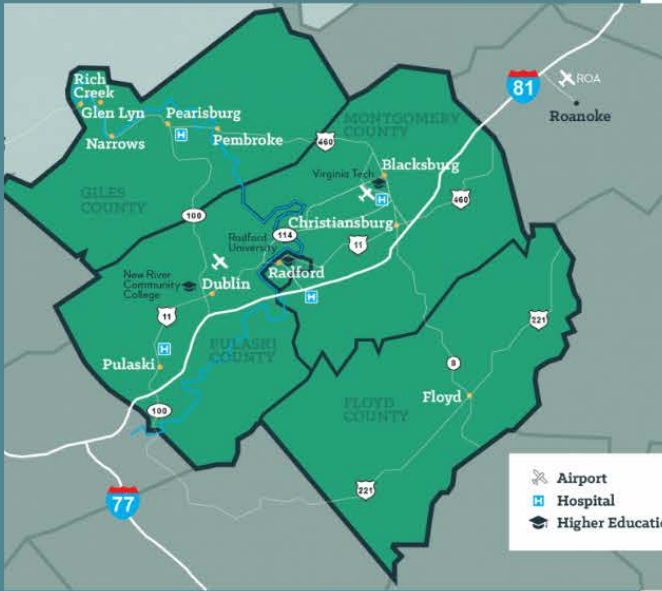 81
ROA
Roanoke
Rich
Creek
Glen Lyn
Narrows
Pearisburg
Pembroke
460
MONTGOMERY
COUNTY
Virginia Tech
Blacksburg
460
GILES
COUNTY
100
Christiansburg
114
11
Radford
University
Radford
New River
Community
College
Dublin
11
221
Pulaski
PULASKI
COUNTY
8
Floyd
FLOYD
COUNTY
100
221
77
Airport
Hospital
Higher Educatio
H
H
H
H
H